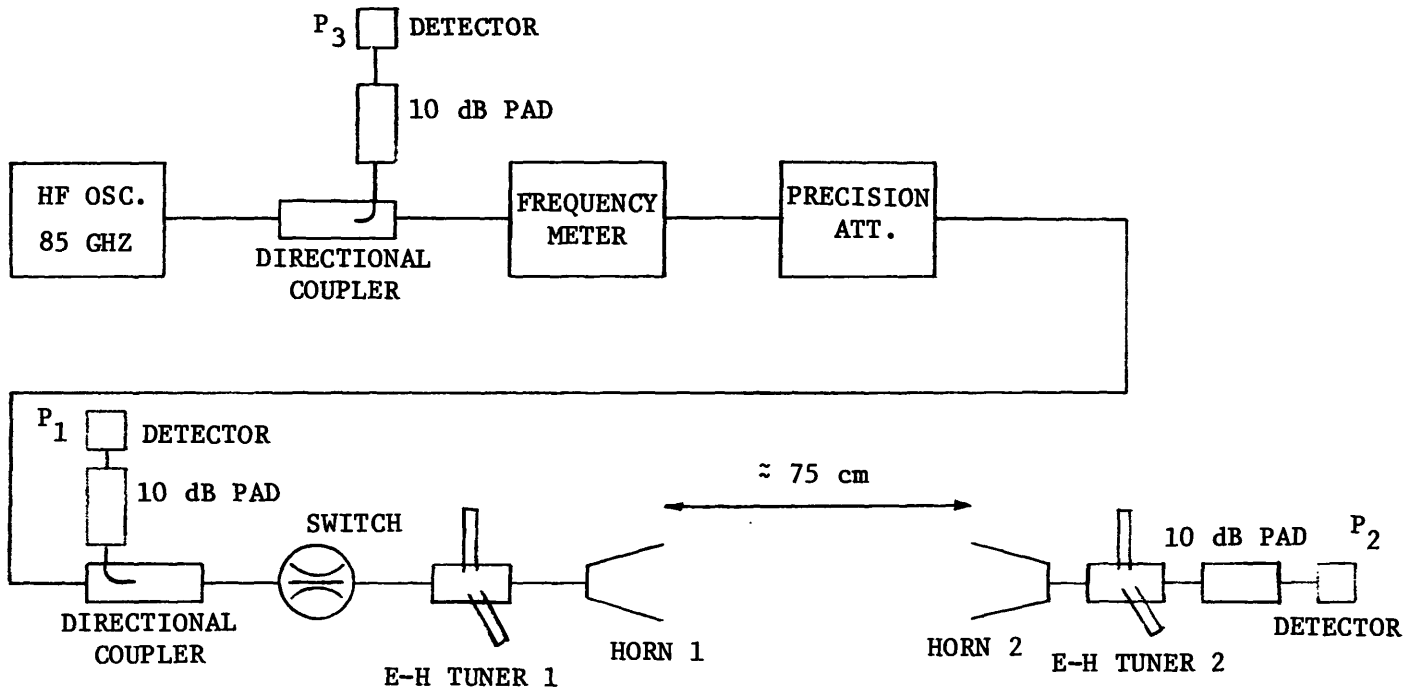 P3 DETECTOR
10 dB PAD
HF OSC.
85 GHZ
DIRECTIONAL
COUPLER
FREQUENCY
METER
PRECISION
ATT.
P1 DETECTOR
10 dB PAD
DIRECTIONAL
COUPLER
SWITCH
E-H TUNER 1
HORN 1
≈ 75 cm
HORN 2
E-H TUNER 2
10 dB PAD
P2
DETECTOR